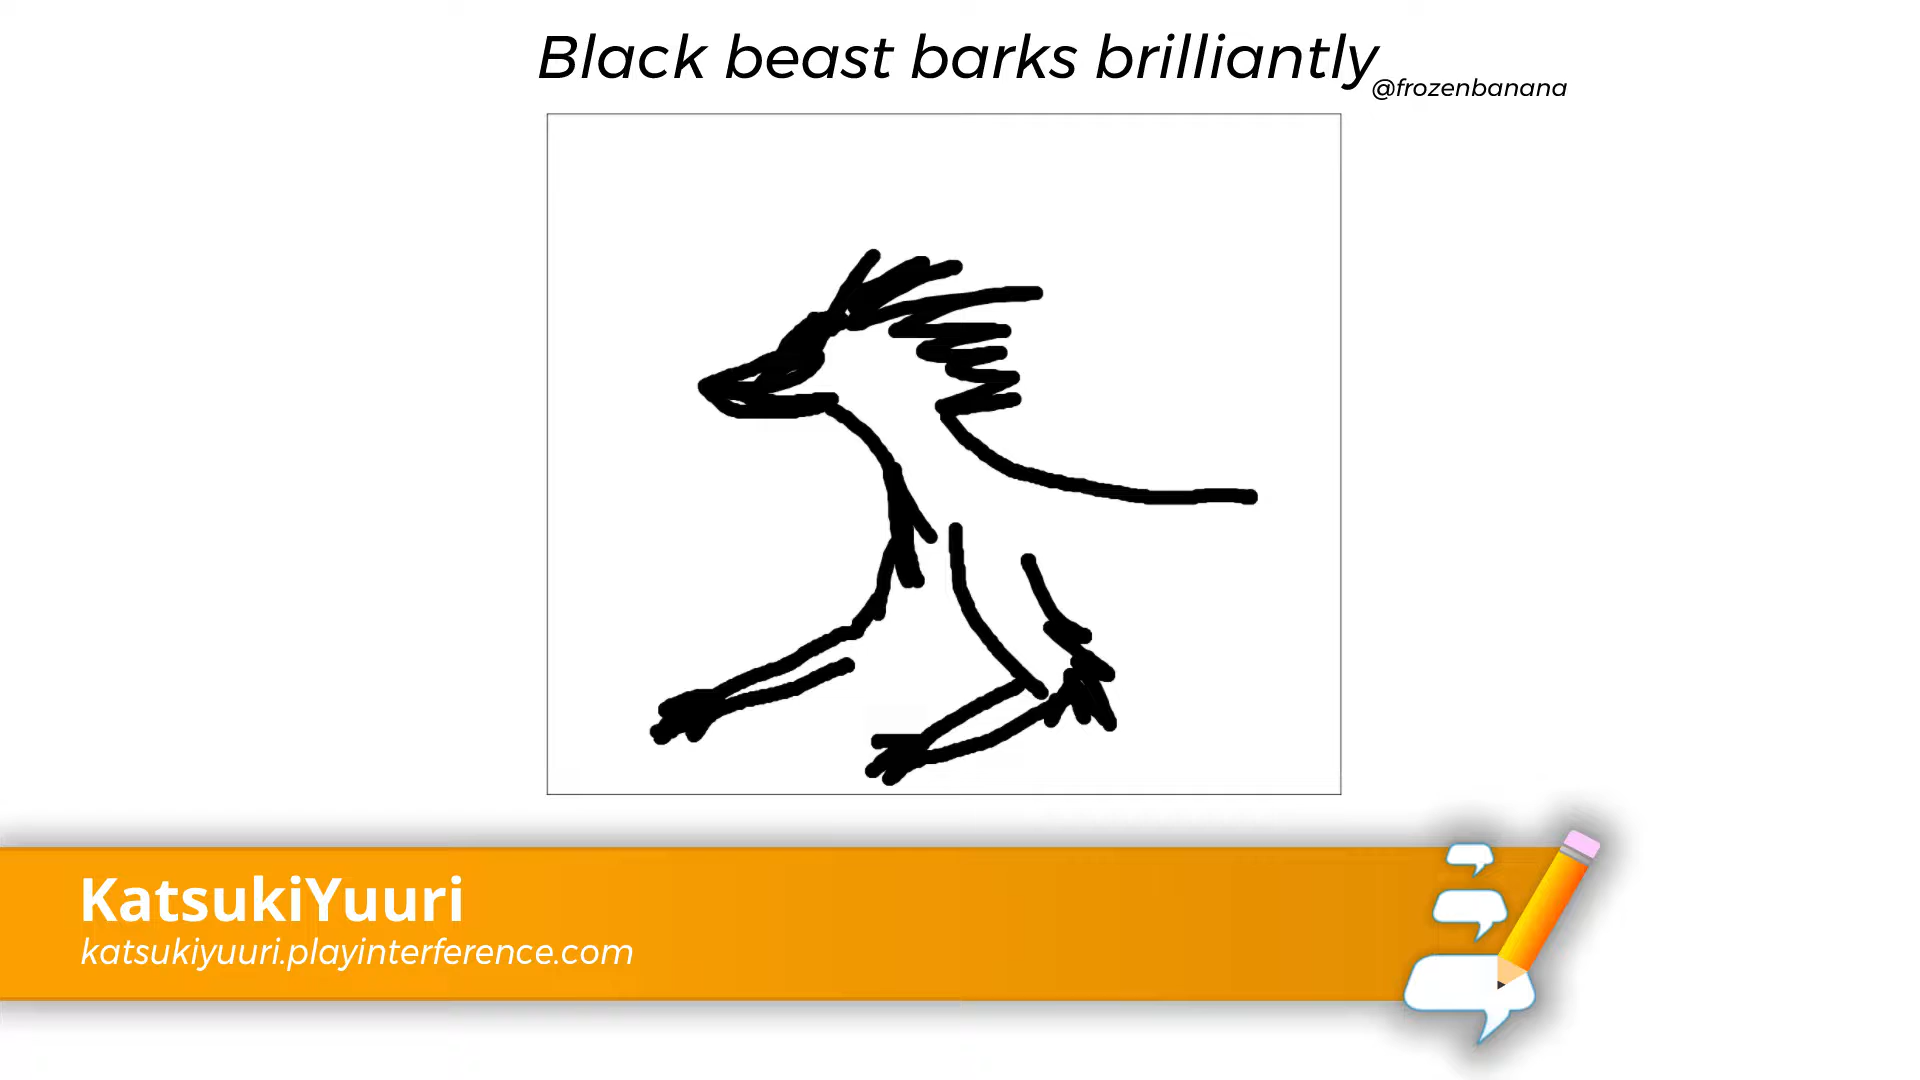 Black beast barks brilliantly
@frozenbanana
KatsukiYuuri
katsukiyuuri.playinterference.com